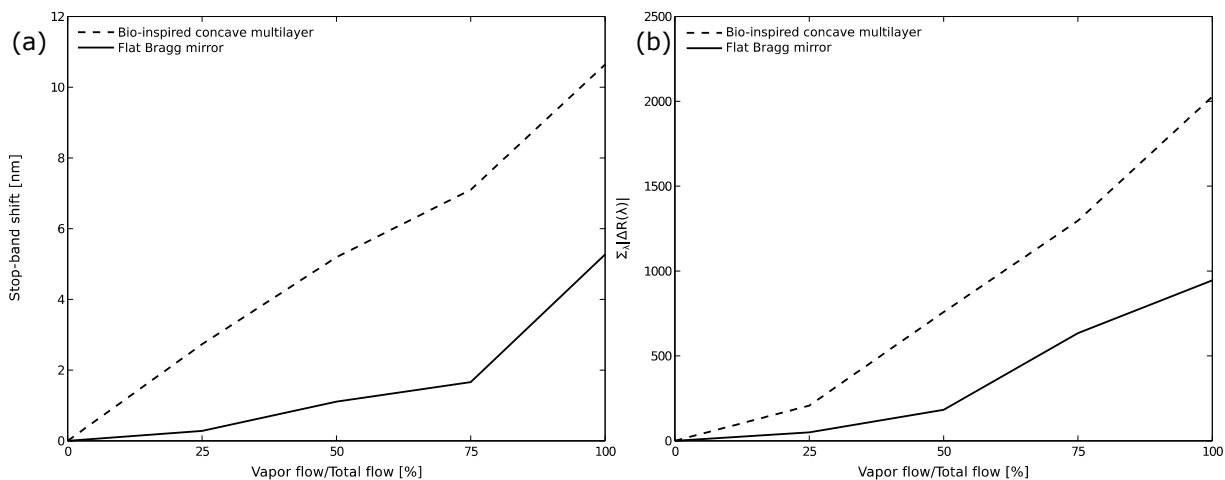 (a)
Bio-inspired concave multilayer
Flat Bragg mirror
12
10
8
6
4
2
0
Stop-band shift [nm]
0 25 50 75 100
Vapor flow/Total flow [%]
(b)
Bio-inspired concave multilayer
Flat Bragg mirror
2500
2000
1500
1000
500
0
Σλ|ΔR(λ)|
0 25 50 75 100
Vapor flow/Total flow [%]